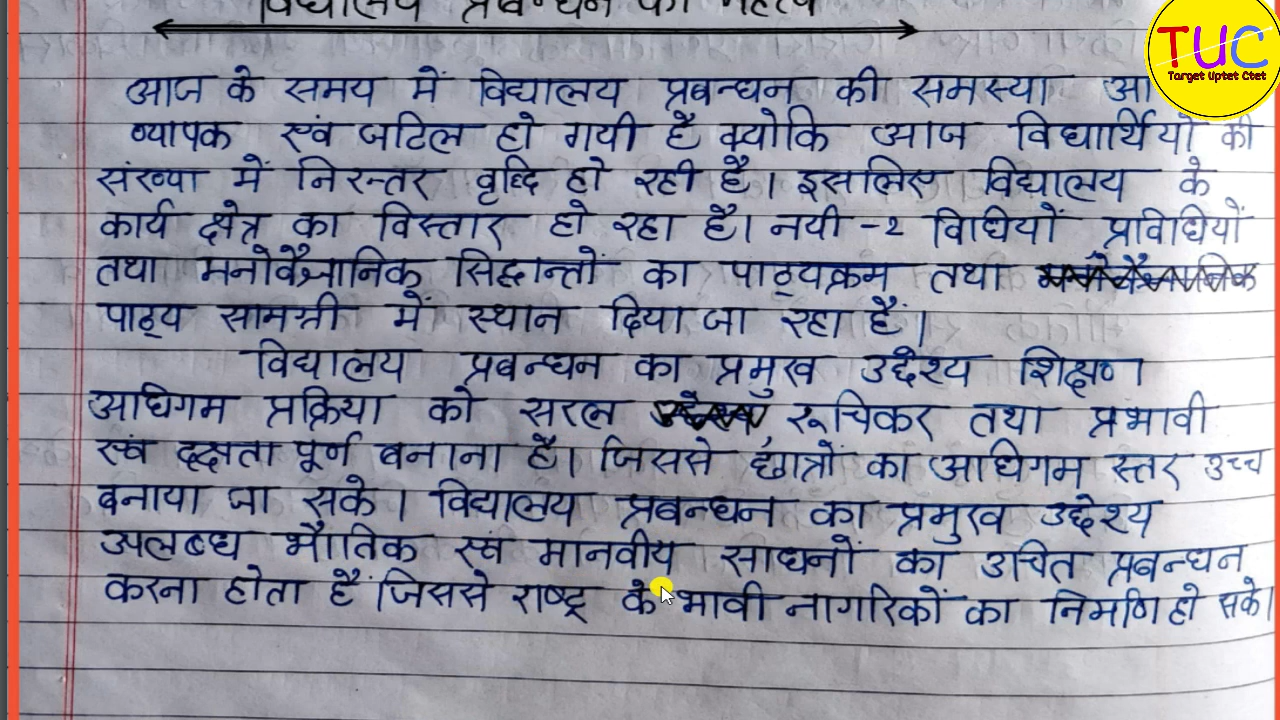 विद्यालय प्रबन्धन का महत्व
TUC
Target Uptet Ctet
आज के समय में विद्यालय प्रबन्धन की समस्या
व्यापक एवं जटिल हो गयी है क्योकि आज विद्यार्थियों की
संख्या में निरन्तर वृद्धि हो रही है। इसलिए विद्यालय के
कार्य क्षेत्र का विस्तार हो रहा है। नयी -2 विधियों प्रविधियों
तथा मनोवैज्ञानिक सिद्धान्तों का पाठ्यक्रम तथा
पाठ्य सामग्री में स्थान दिया जा रहा है।
विद्यालय प्रबन्धन का प्रमुख उद्देश्य शिक्षण
अधिगम प्रक्रिया को सरल , रूचिकर तथा प्रभावी
एवं दक्षता पूर्ण बनाना है। जिससे छात्रों का अधिगम स्तर उच्च
बनाया जा सके। विद्यालय प्रबन्धन का प्रमुख उद्देश्य
उपलब्ध भौतिक एवं मानवीय साधनों का उचित प्रबन्धन
करना होता है जिससे राष्ट्र के भावी नागरिकों का निर्माण हो सके।